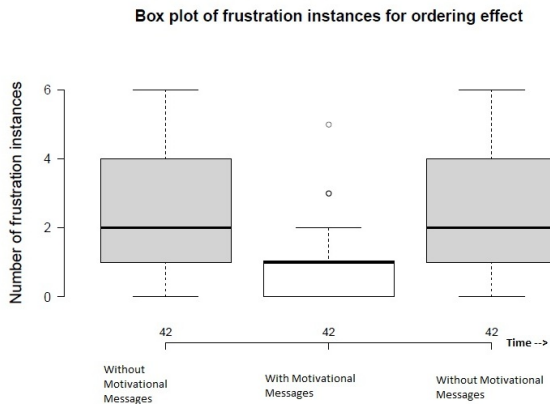 Box plot of frustration instances for ordering effect
Number of frustration instances
6
4
2
0
42
42
42
Time -->
Without
Motivational
Messages
With Motivational
Messages
Without Motivational
Messages